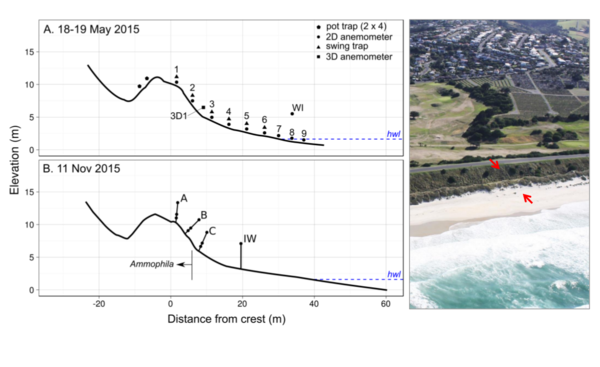 A. 18-19 May 2015
pot trap (2 x 4)
2D anemometer
swing trap
3D anemometer
15
10
5
0
1
2
3
4
5
6
7
8
9
3D1
WI
hwl
Elevation (m)
B. 11 Nov 2015
15
10
5
0
A
B
C
IW
Ammophila
hwl
-20
0
20
40
60
Distance from crest (m)